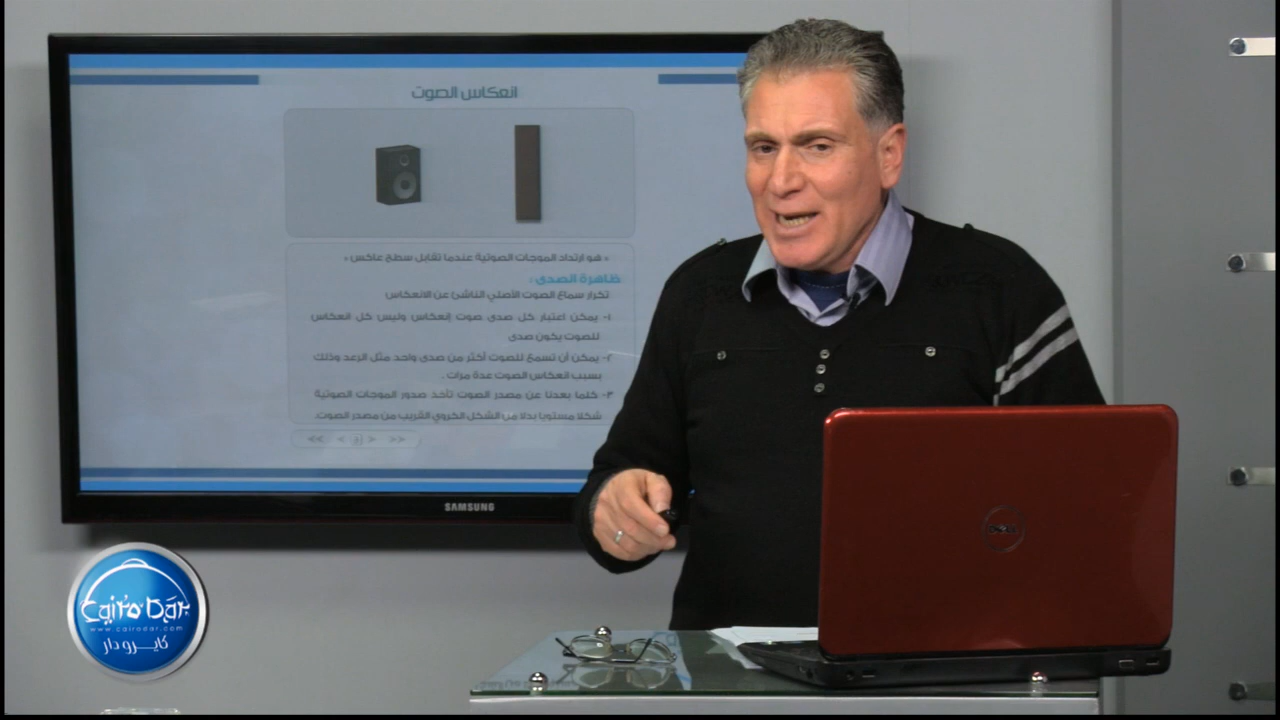 انعكاس الصوت
« هو ارتداد الموجات الصوتية عندما تقابل سطح عاكس »
ظاهرة الصدى :
تكرار سماع الصوت الأصلي الناشئ عن الانعكاس
١- يمكن اعتبار كل صدى صوت إنعكاس وليس كل انعكاس
للصوت يكون صدى
٢- يمكن أن تسمع للصوت أكثر من صدى واحد مثل الرعد وذلك
بسبب انعكاس الصوت عدة مرات .
٣- كلما بعدنا عن مصدر الصوت تأخذ صدور الموجات الصوتية
شكلا مستويا بدلا من الشكل الكروي القريب من مصدر الصوت.
<< < > >>
SAMSUNG
DELL
Cairo Dar
www.cairodar.com
كايرو دار